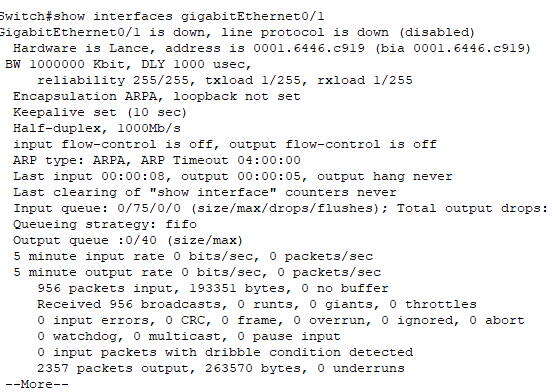 Switch#show interfaces gigabitEthernet0/1
GigabitEthernet0/1 is down, line protocol is down (disabled)
Hardware is Lance, address is 0001.6446.c919 (bia 0001.6446.c919)
BW 1000000 Kbit, DLY 1000 usec,
reliability 255/255, txload 1/255, rxload 1/255
Encapsulation ARPA, loopback not set
Keepalive set (10 sec)
Half-duplex, 1000Mb/s
input flow-control is off, output flow-control is off
ARP type: ARPA, ARP Timeout 04:00:00
Last input 00:00:08, output 00:00:05, output hang never
Last clearing of "show interface" counters never
Input queue: 0/75/0/0 (size/max/drops/flushes); Total output drops:
Queueing strategy: fifo
Output queue :0/40 (size/max)
5 minute input rate 0 bits/sec, 0 packets/sec
5 minute output rate 0 bits/sec, 0 packets/sec
956 packets input, 193351 bytes, 0 no buffer
Received 956 broadcasts, 0 runts, 0 giants, 0 throttles
0 input errors, 0 CRC, 0 frame, 0 overrun, 0 ignored, 0 abort
0 watchdog, 0 multicast, 0 pause input
0 input packets with dribble condition detected
2357 packets output, 263570 bytes, 0 underruns
--More--